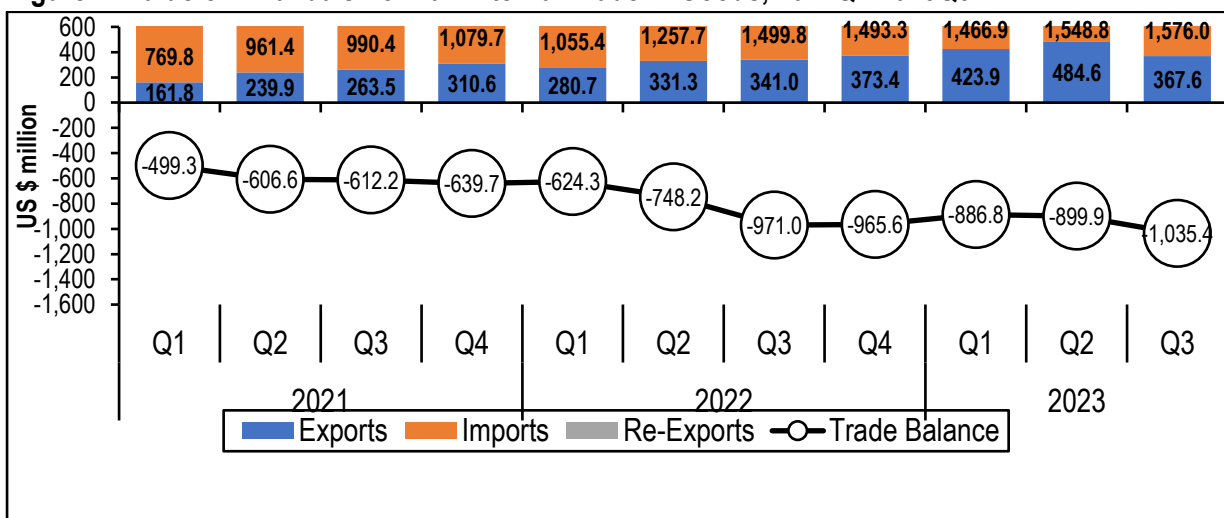 600
400
200
0
-200
-400
-600
-800
-1,000
-1,200
-1,400
-1,600
US $ million
769.8 961.4 990.4 1,079.7 1,055.4 1,257.7 1,499.8 1,493.3 1,466.9 1,548.8 1,576.0
161.8 239.9 263.5 310.6 280.7 331.3 341.0 373.4 423.9 484.6 367.6
-499.3 -606.6 -612.2 -639.7 -624.3 -748.2 -971.0 -965.6 -886.8 -899.9 -1,035.4
Q1 Q2 Q3 Q4 Q1 Q2 Q3 Q4 Q1 Q2 Q3
2021 2022 2023
Exports Imports Re-Exports Trade Balance